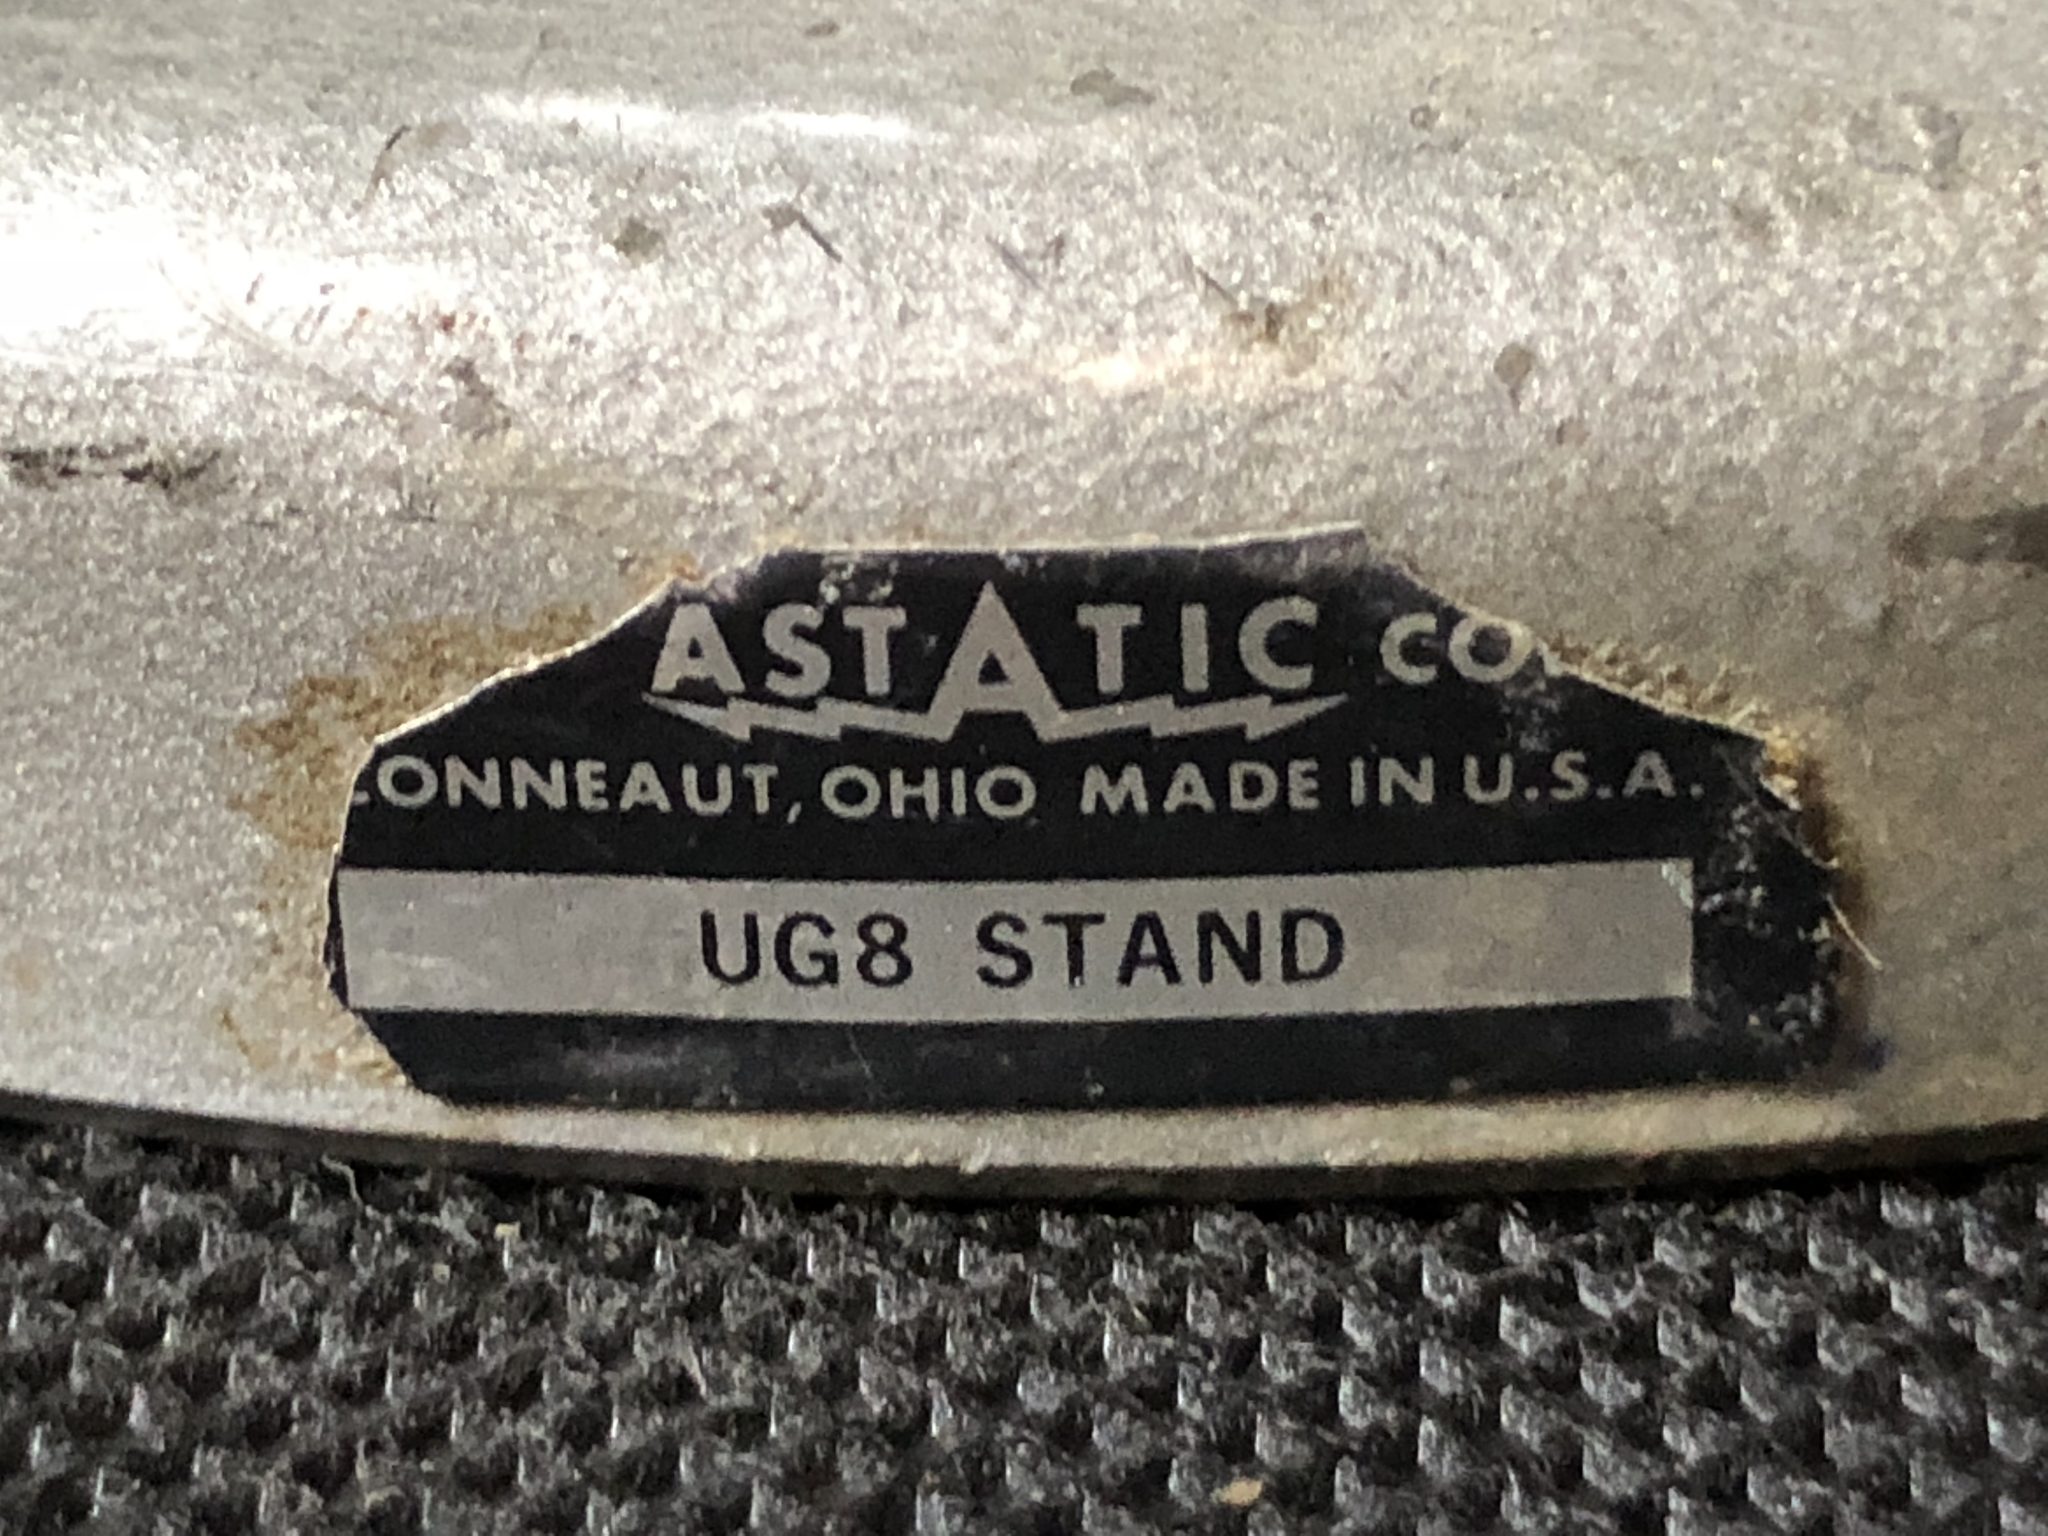 ASTATIC CO
ONNEAUT, OHIO MADE IN U.S.A.
UG8 STAND